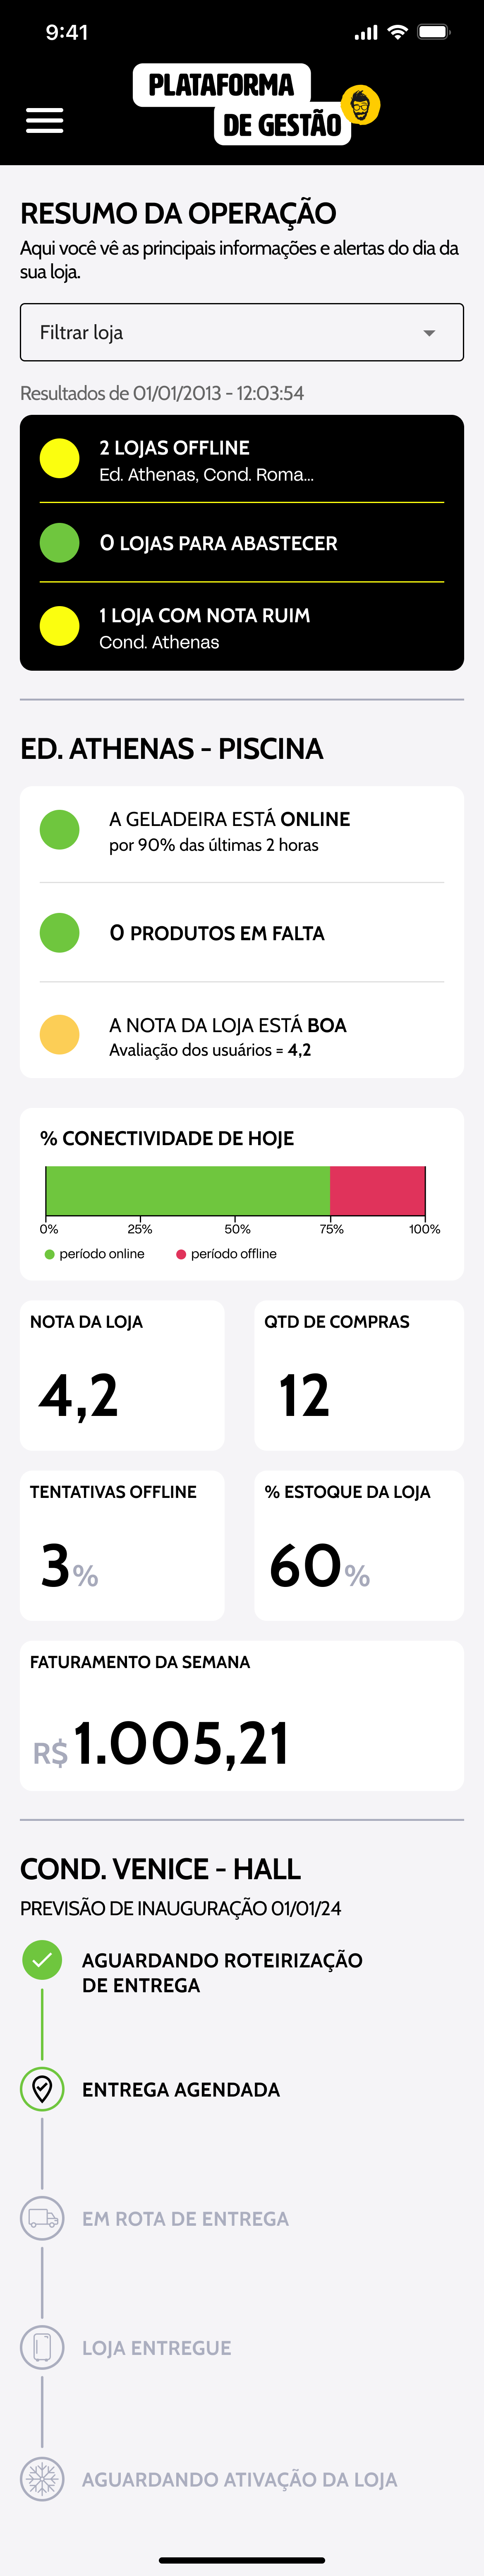 9:41
PLATAFORMA
DE GESTÃO
RESUMO DA OPERAÇÃO
Aqui você vê as principais informações e alertas do dia da
sua loja.
Filtrar loja
Resultados de 01/01/2013 - 12:03:54
2 LOJAS OFFLINE
Ed. Athenas, Cond. Roma...
0 LOJAS PARA ABASTECER
1 LOJA COM NOTA RUIM
Cond. Athenas
ED. ATHENAS - PISCINA
A GELADEIRA ESTÁ ONLINE
por 90% das últimas 2 horas
0 PRODUTOS EM FALTA
A NOTA DA LOJA ESTÁ BOA
Avaliação dos usuários = 4,2
% CONECTIVIDADE DE HOJE
0% 25% 50% 75% 100%
período online período offline
NOTA DA LOJA
4,2
QTD DE COMPRAS
12
TENTATIVAS OFFLINE
3%
% ESTOQUE DA LOJA
60%
FATURAMENTO DA SEMANA
R$ 1.005,21
COND. VENICE - HALL
PREVISÃO DE INAUGURAÇÃO 01/01/24
AGUARDANDO ROTEIRIZAÇÃO
DE ENTREGA
ENTREGA AGENDADA
EM ROTA DE ENTREGA
LOJA ENTREGUE
AGUARDANDO ATIVAÇÃO DA LOJA